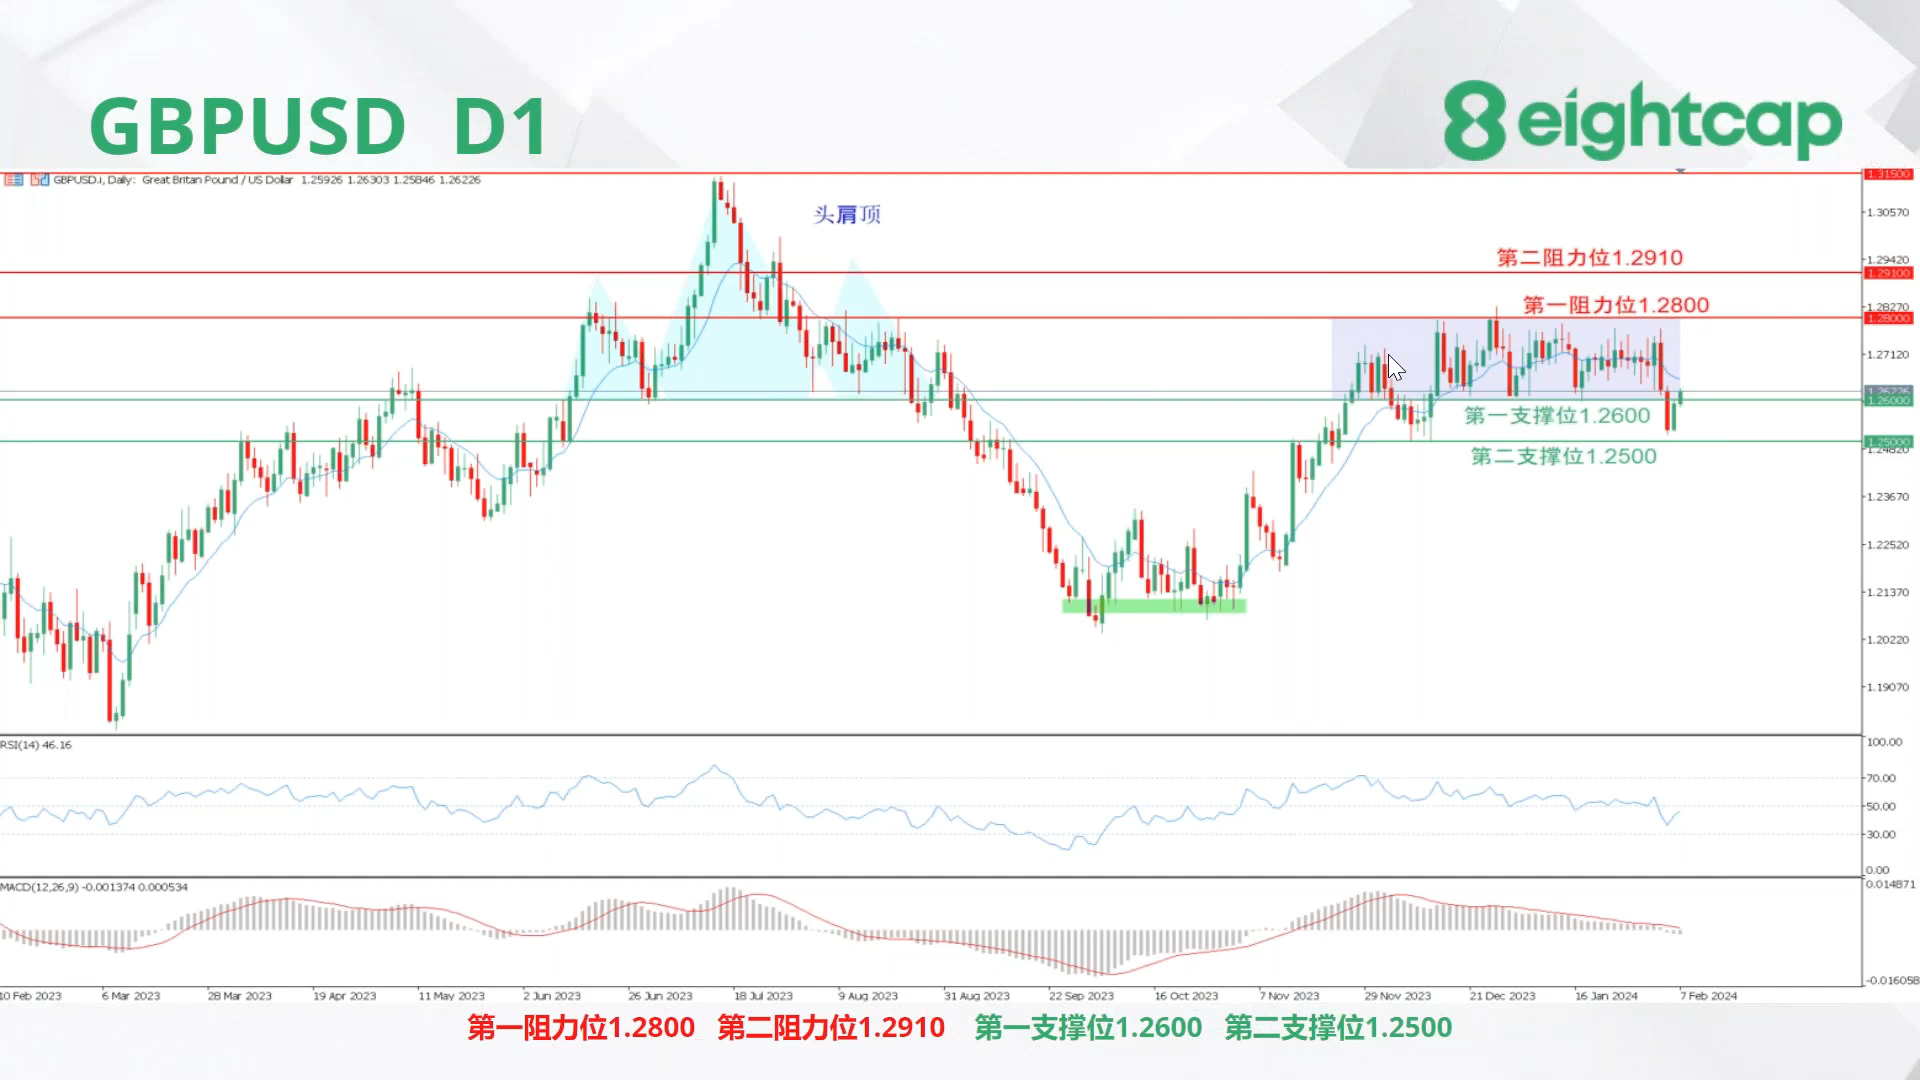 GBPUSD D1
8 eightcap
GBPUSD.i, Daily: Great Britan Pound / US Dollar 1.25926 1.26303 1.25846 1.26226
头肩顶
第二阻力位1.2910
第一阻力位1.2800
第一支撑位1.2600
第二支撑位1.2500
1.31500
1.30570
1.29420
1.29100
1.28270
1.28000
1.27120
1.26226
1.26000
1.25000
1.24820
1.23670
1.22520
1.21370
1.20220
1.19070
RSI(14) 46.16
100.00
70.00
50.00
30.00
0.00
MACD(12,26,9) -0.001374 0.000534
0.014871
-0.016058
10 Feb 2023 6 Mar 2023 28 Mar 2023 19 Apr 2023 11 May 2023 2 Jun 2023 26 Jun 2023 18 Jul 2023 9 Aug 2023 31 Aug 2023 22 Sep 2023 16 Oct 2023 7 Nov 2023 29 Nov 2023 21 Dec 2023 16 Jan 2024 7 Feb 2024
第一阻力位1.2800 第二阻力位1.2910 第一支撑位1.2600 第二支撑位1.2500